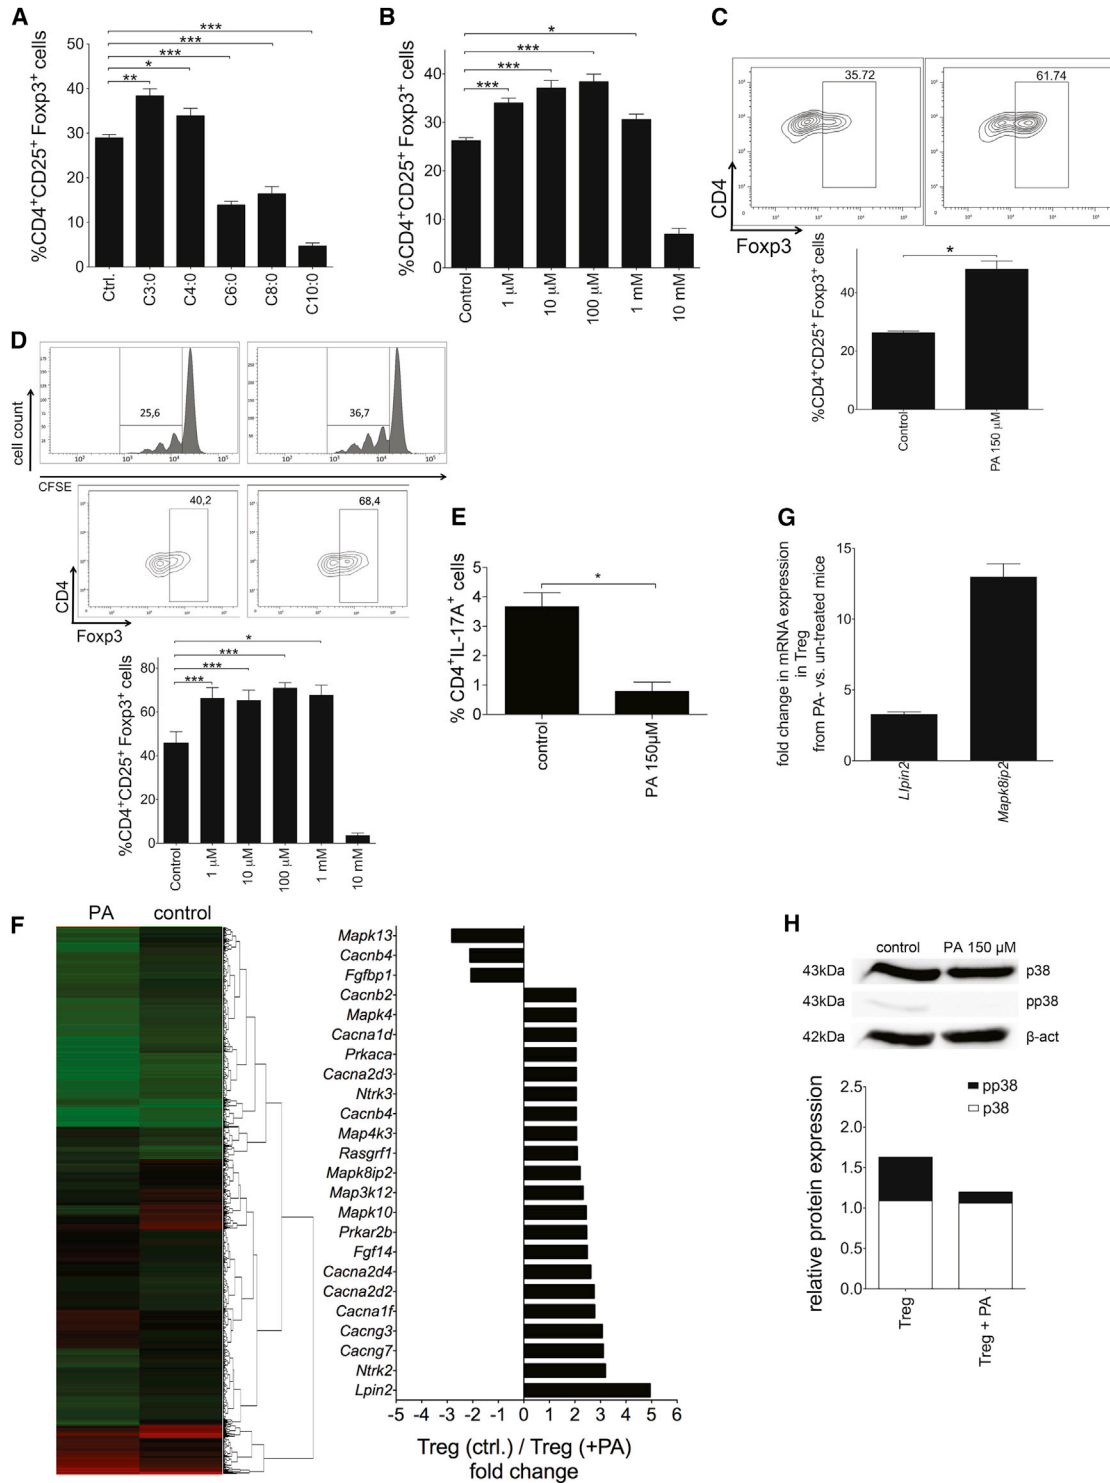 A
***
***
***
*
**
50
40
30
20
10
0
%CD4+CD25+ Foxp3+ cells
Ctrl.
C3:0
C4:0
C6:0
C8:0
C10:0
B
*
***
***
***
40
30
20
10
0
%CD4+CD25+ Foxp3+ cells
Control
1 µM
10 µM
100 µM
1 mM
10 mM
C
35.72
61.74
CD4
Foxp3
*
40
20
0
%CD4+CD25+ Foxp3+ cells
Control
PA 150 µM
D
25,6
36,7
cell count
CFSE
40,2
68,4
CD4
Foxp3
*
***
***
***
80
60
40
20
0
%CD4+CD25+ Foxp3+ cells
Control
1 µM
10 µM
100 µM
1 mM
10 mM
E
*
5
4
3
2
1
0
% CD4+IL-17A+ cells
control
PA 150µM
G
15
10
5
0
fold change in mRNA expression
in Treg
from PA- vs. un-treated mice
LIpin2
Mapk8ip2
F
PA control
Mapk13
Cacnb4
Fgfbp1
Cacnb2
Mapk4
Cacna1d
Prkaca
Cacna2d3
Ntrk3
Cacnb4
Map4k3
Rasgrf1
Mapk8ip2
Map3k12
Mapk10
Prkar2b
Fgf14
Cacna2d4
Cacna2d2
Cacna1f
Cacng3
Cacng7
Ntrk2
Lpin2
-5 -4 -3 -2 -1 0 1 2 3 4 5 6
Treg (ctrl.) / Treg (+PA)
fold change
H
control PA 150 µM
43kDa p38
43kDa pp38
42kDa β-act
2.5
2.0
1.5
1.0
0.5
0.0
relative protein expression
pp38
p38
Treg
Treg + PA